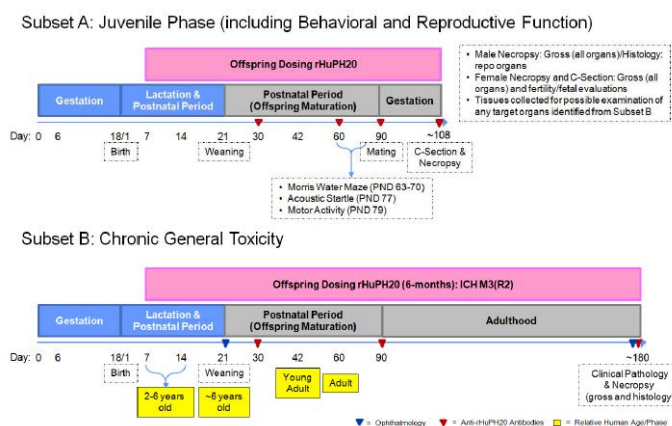 Subset A: Juvenile Phase (including Behavioral and Reproductive Function)
Offspring Dosing rHuPH20
• Male Necropsy: Gross (all organs)/Histology:
repo organs
• Female Necropsy and C-Section: Gross (all
organs) and fertility/fetal evaluations
• Tissues collected for possible examination of
any target organs identified from Subset B
Gestation
Lactation &
Postnatal Period
Postnatal Period
(Offspring Maturation)
Gestation
Day: 0 6 18/1 7 14 21 30 42 60 90 ~108
Birth
Weaning
Mating
C-Section &
Necropsy
• Morris Water Maze (PND 63-70)
• Acoustic Startle (PND 77)
• Motor Activity (PND 79)
Subset B: Chronic General Toxicity
Offspring Dosing rHuPH20 (6-months): ICH M3(R2)
Gestation
Lactation &
Postnatal Period
Postnatal Period
(Offspring Maturation)
Adulthood
Day: 0 6 18/1 7 14 21 30 42 60 90 ~180
Birth
Weaning
Clinical Pathology
& Necropsy
(gross and histology)
2-6 years
old
~6 years
old
Young
Adult
Adult
= Ophthalmology
= Anti-rHuPH20 Antibodies
= Relative Human Age/Phase